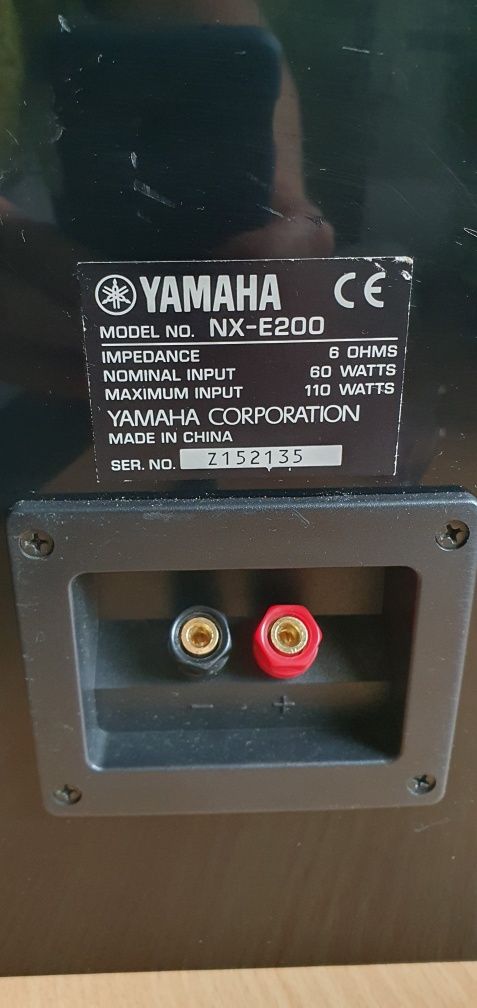 YAMAHA CE
MODEL NO. NX-E200
IMPEDANCE 6 OHMS
NOMINAL INPUT 60 WATTS
MAXIMUM INPUT 110 WATTS
YAMAHA CORPORATION
MADE IN CHINA
SER. NO. Z152135
− +